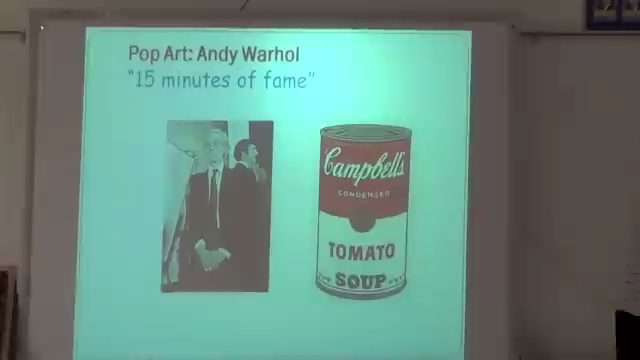 Pop Art: Andy Warhol
"15 minutes of fame"
Campbell's
CONDENSED
TOMATO
SOUP